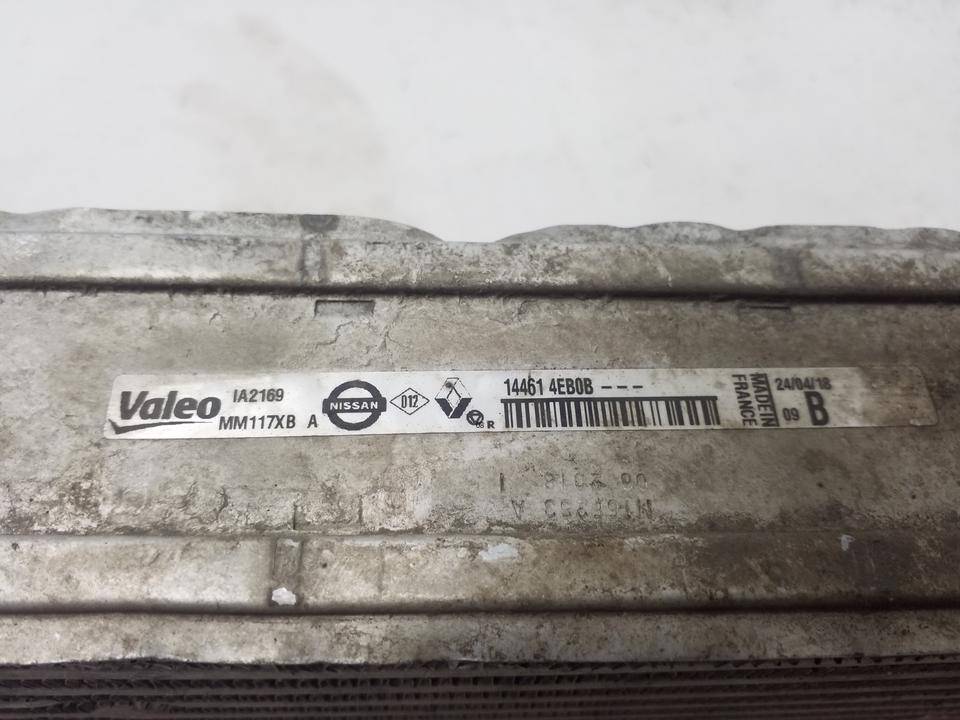 Valeo
IA2169
MM117XB A
NISSAN
D12
R
14461 4EB0B ---
MADE IN
FRANCE
24/04/18
09 B